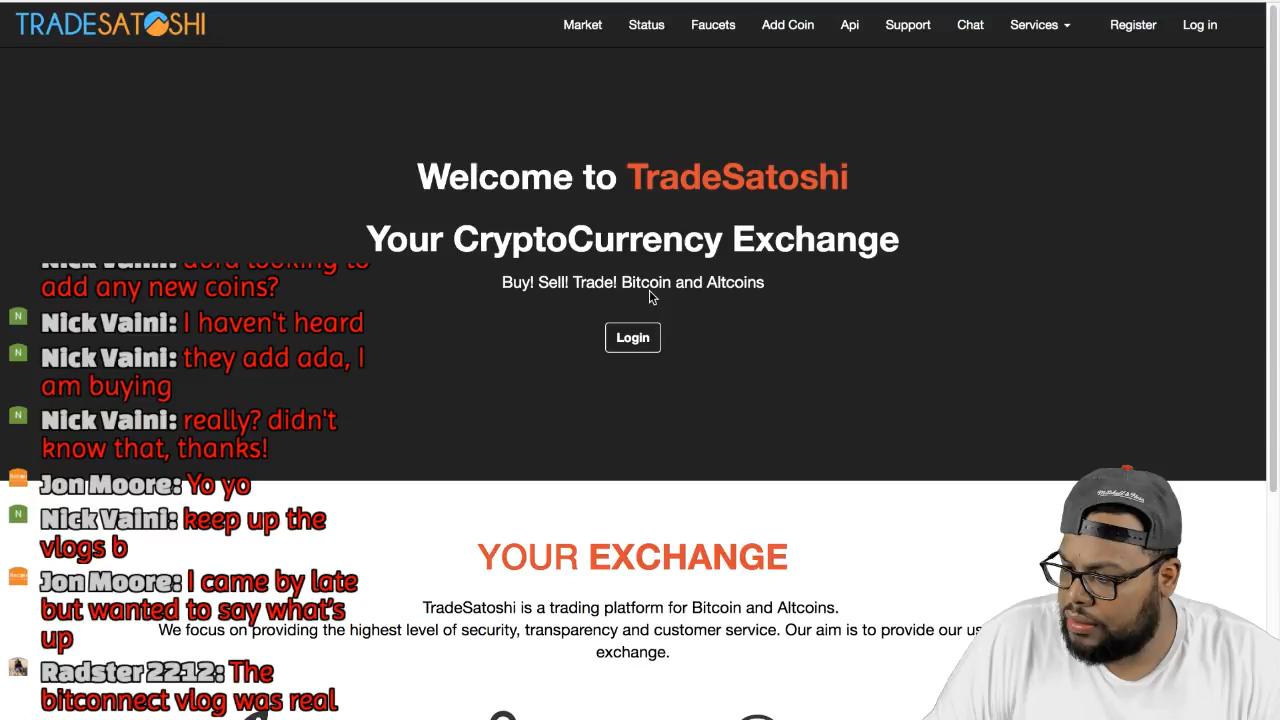 TRADESATOSHI
Market Status Faucets Add Coin Api Support Chat Services Register Log in
Welcome to TradeSatoshi
Your CryptoCurrency Exchange
Buy! Sell! Trade! Bitcoin and Altcoins
Login
Nick Vaini: looking to
add any new coins?
N Nick Vaini: I haven't heard
N Nick Vaini: they add ada, I
am buying
N Nick Vaini: really? didn't
know that, thanks!
Jon Moore: Yo yo
N Nick Vaini: keep up the
vlogs b
Jon Moore: I came by late
but wanted to say what's
up
Radster 2212: The
bitconnect vlog was real
YOUR EXCHANGE
TradeSatoshi is a trading platform for Bitcoin and Altcoins.
We focus on providing the highest level of security, transparency and customer service. Our aim is to provide our
exchange.